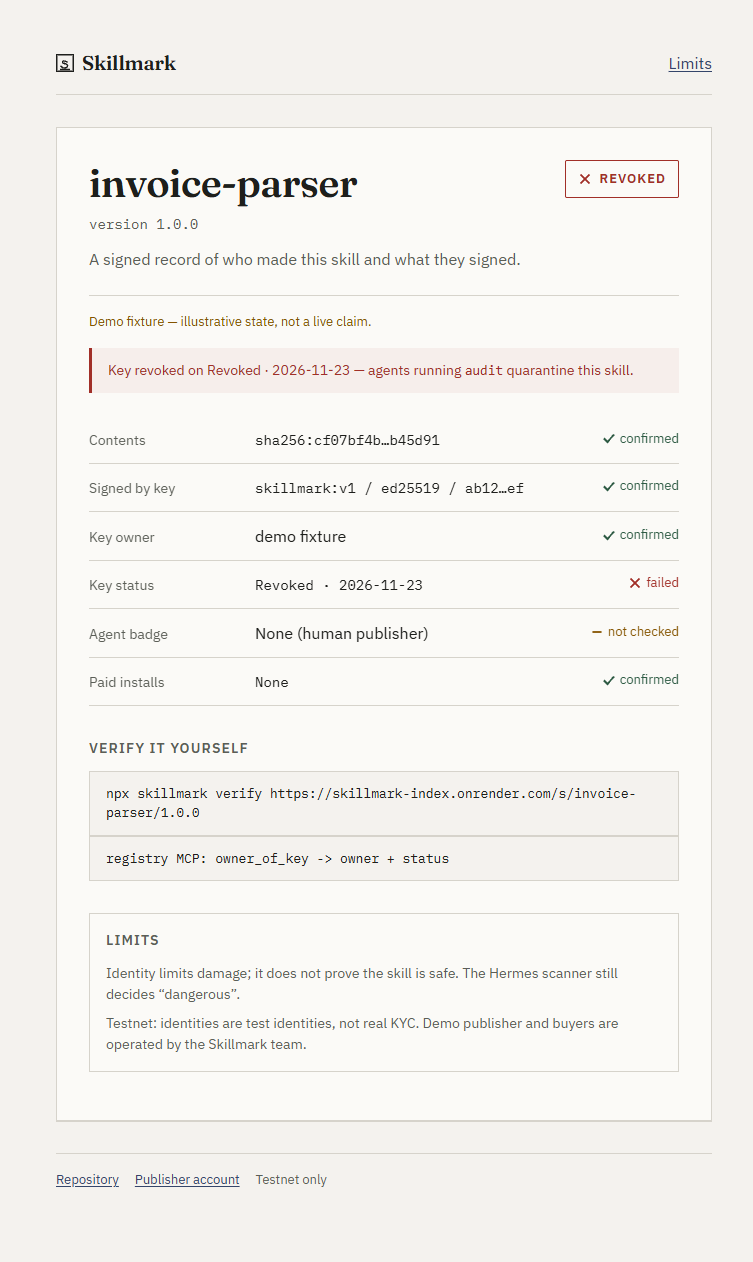 Skillmark
Limits
invoice-parser
REVOKED
version 1.0.0
A signed record of who made this skill and what they signed.
Demo fixture — illustrative state, not a live claim.
Key revoked on Revoked · 2026-11-23 — agents running audit quarantine this skill.
Contents sha256:cf07bf4b…b45d91 confirmed
Signed by key skillmark:v1 / ed25519 / ab12…ef confirmed
Key owner demo fixture confirmed
Key status Revoked · 2026-11-23 failed
Agent badge None (human publisher) not checked
Paid installs None confirmed
VERIFY IT YOURSELF
npx skillmark verify https://skillmark-index.onrender.com/s/invoice-
parser/1.0.0
registry MCP: owner_of_key -> owner + status
LIMITS
Identity limits damage; it does not prove the skill is safe. The Hermes scanner still
decides “dangerous”.
Testnet: identities are test identities, not real KYC. Demo publisher and buyers are
operated by the Skillmark team.
Repository Publisher account Testnet only